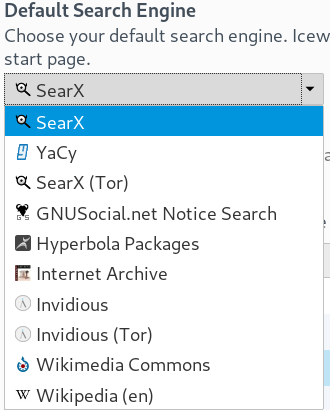 Default Search Engine
Choose your default search engine. Icew
start page.
SearX
SearX
YaCy
SearX (Tor)
GNUSocial.net Notice Search
Hyperbola Packages
Internet Archive
Invidious
Invidious (Tor)
Wikimedia Commons
Wikipedia (en)